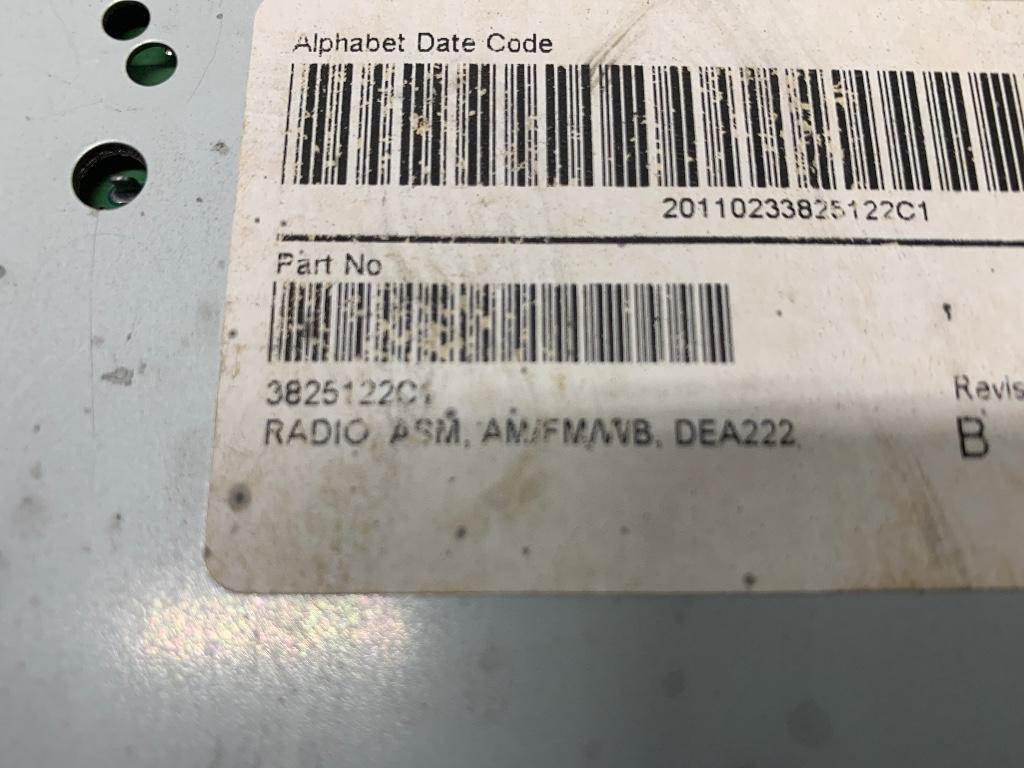 Alphabet Date Code
20110233825122C1
Part No
3825122C1
Revis
RADIO, ASM, AM/FM/WB, DEA222
B